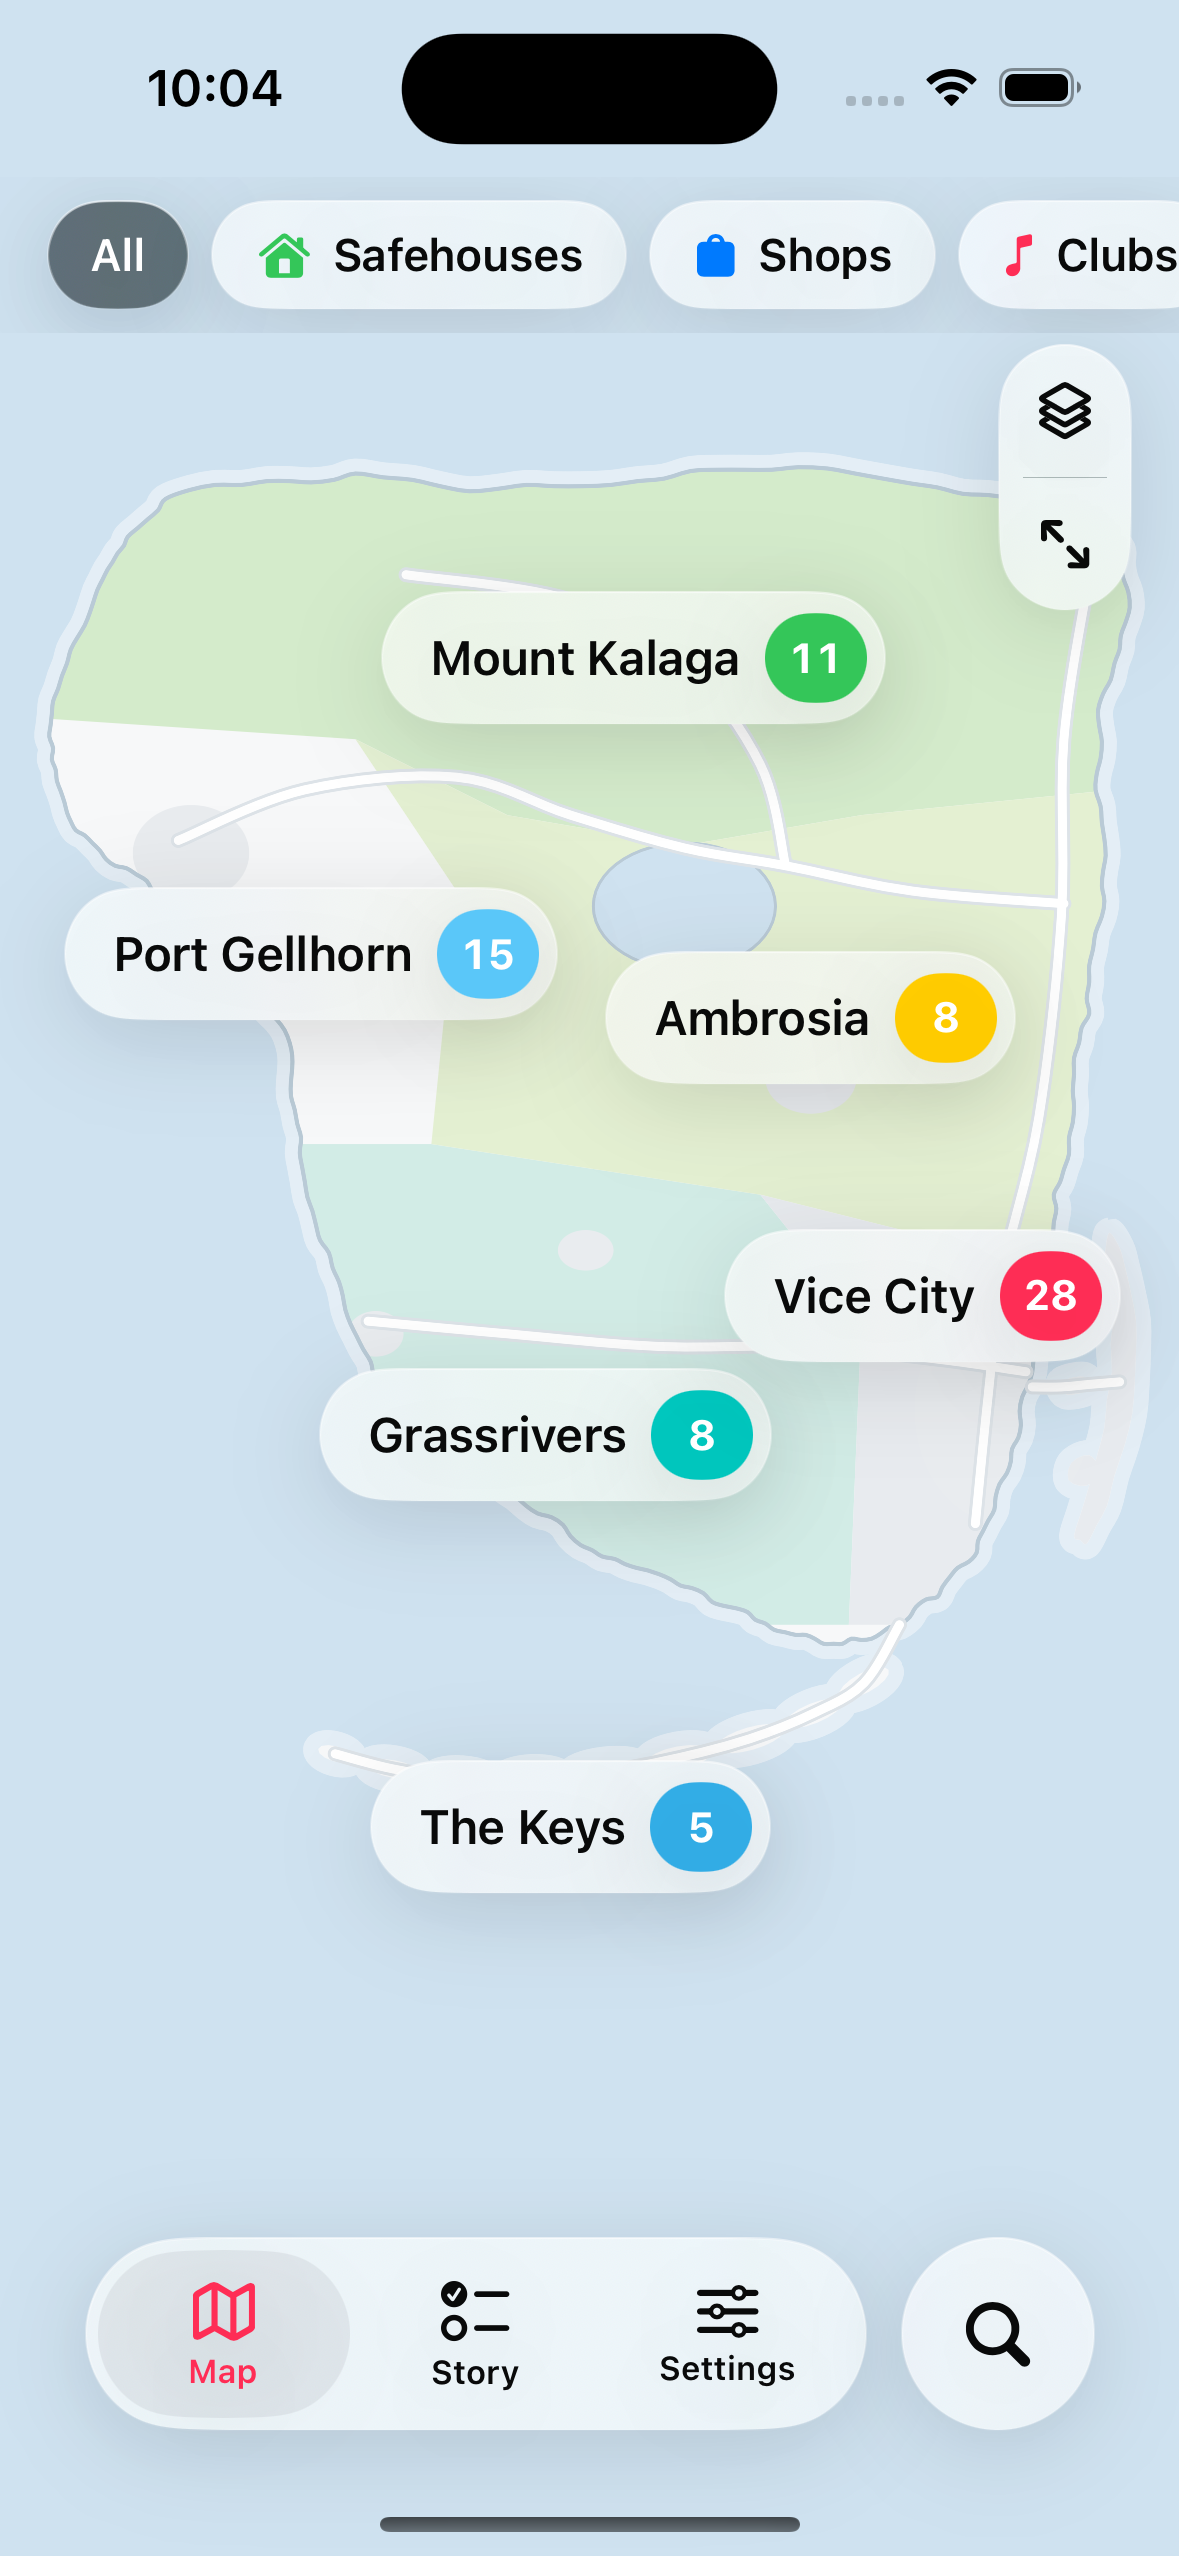 10:04
All
Safehouses
Shops
Clubs
Mount Kalaga 11
Port Gellhorn 15
Ambrosia 8
Vice City 28
Grassrivers 8
The Keys 5
Map
Story
Settings